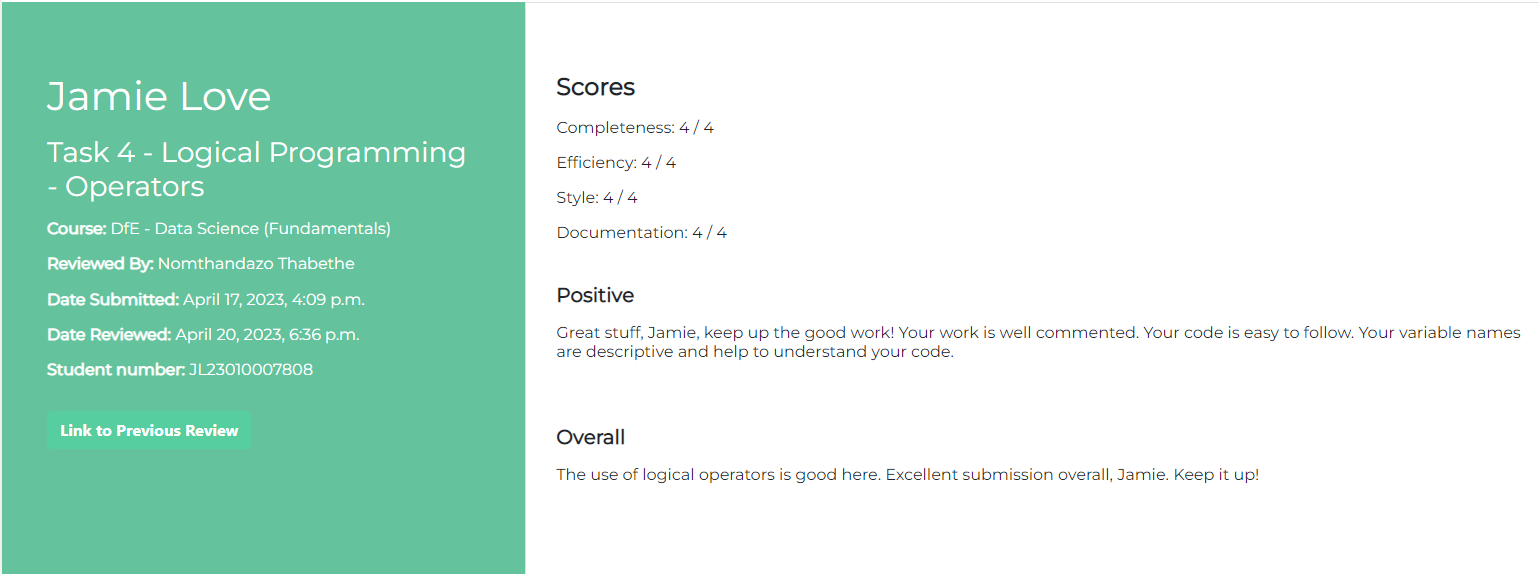 Jamie Love
Task 4 - Logical Programming
- Operators
Course: DfE - Data Science (Fundamentals)
Reviewed By: Nomthandazo Thabethe
Date Submitted: April 17, 2023, 4:09 p.m.
Date Reviewed: April 20, 2023, 6:36 p.m.
Student number: JL23010007808
Link to Previous Review
Scores
Completeness: 4 / 4
Efficiency: 4 / 4
Style: 4 / 4
Documentation: 4 / 4
Positive
Great stuff, Jamie, keep up the good work! Your work is well commented. Your code is easy to follow. Your variable names
are descriptive and help to understand your code.
Overall
The use of logical operators is good here. Excellent submission overall, Jamie. Keep it up!